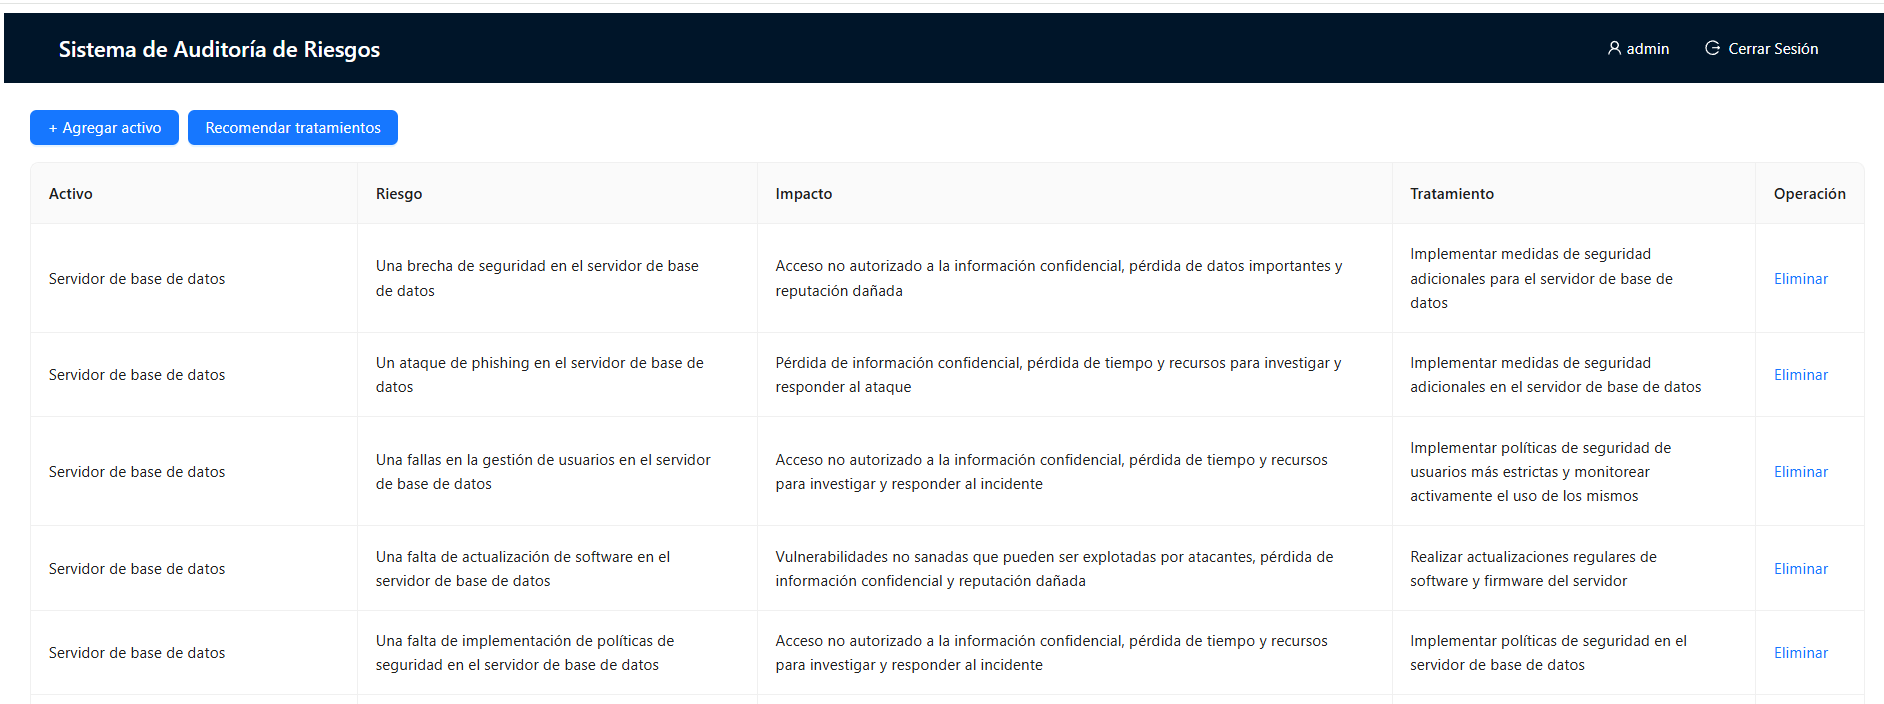 Sistema de Auditoría de Riesgos
admin
Cerrar Sesión
+ Agregar activo
Recomendar tratamientos
Activo
Riesgo
Impacto
Tratamiento
Operación
Servidor de base de datos
Una brecha de seguridad en el servidor de base
de datos
Acceso no autorizado a la información confidencial, pérdida de datos importantes y
reputación dañada
Implementar medidas de seguridad
adicionales para el servidor de base de
datos
Eliminar
Servidor de base de datos
Un ataque de phishing en el servidor de base de
datos
Pérdida de información confidencial, pérdida de tiempo y recursos para investigar y
responder al ataque
Implementar medidas de seguridad
adicionales en el servidor de base de datos
Eliminar
Servidor de base de datos
Una fallas en la gestión de usuarios en el servidor
de base de datos
Acceso no autorizado a la información confidencial, pérdida de tiempo y recursos
para investigar y responder al incidente
Implementar políticas de seguridad de
usuarios más estrictas y monitorear
activamente el uso de los mismos
Eliminar
Servidor de base de datos
Una falta de actualización de software en el
servidor de base de datos
Vulnerabilidades no sanadas que pueden ser explotadas por atacantes, pérdida de
información confidencial y reputación dañada
Realizar actualizaciones regulares de
software y firmware del servidor
Eliminar
Servidor de base de datos
Una falta de implementación de políticas de
seguridad en el servidor de base de datos
Acceso no autorizado a la información confidencial, pérdida de tiempo y recursos
para investigar y responder al incidente
Implementar políticas de seguridad en el
servidor de base de datos
Eliminar